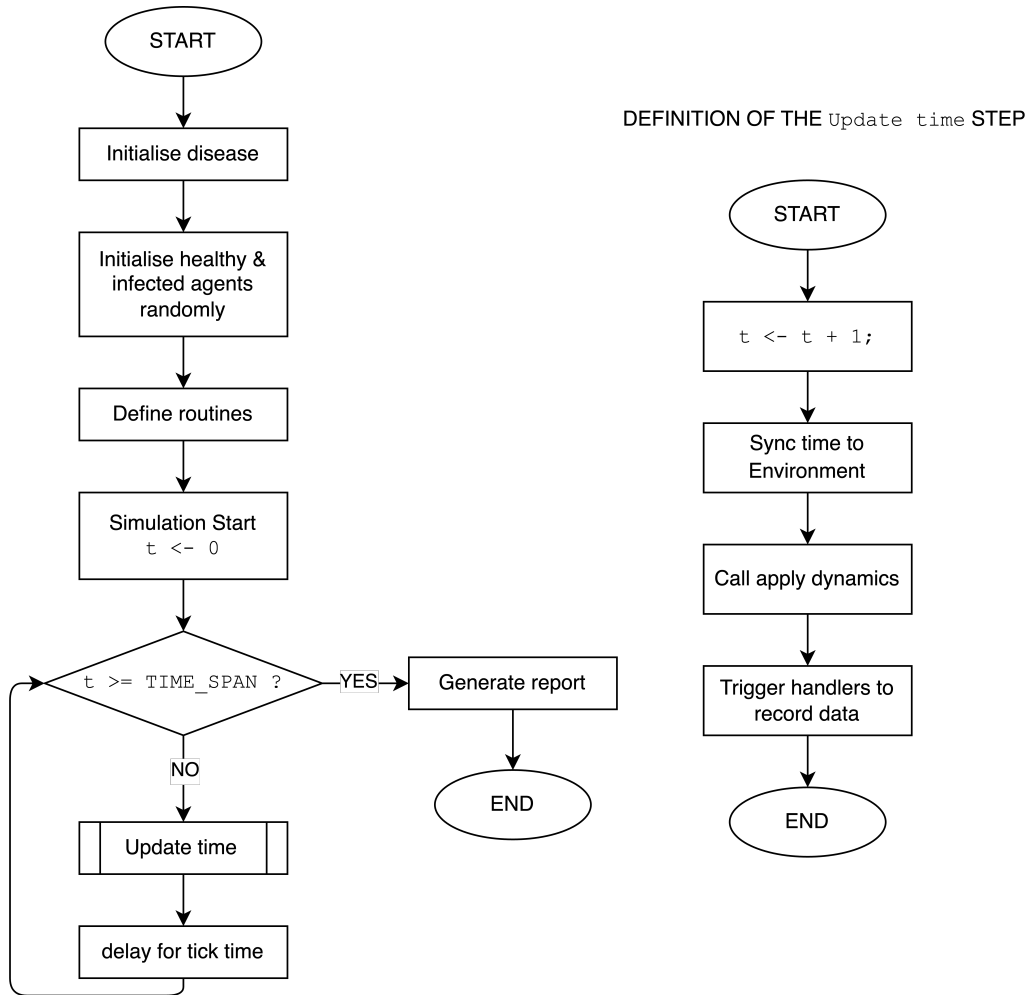 START
Initialise disease
Initialise healthy &
infected agents
randomly
Define routines
Simulation Start
t <- 0
t >= TIME_SPAN ?
YES
Generate report
END
NO
Update time
delay for tick time
DEFINITION OF THE Update time STEP
START
t <- t + 1;
Sync time to
Environment
Call apply dynamics
Trigger handlers to
record data
END